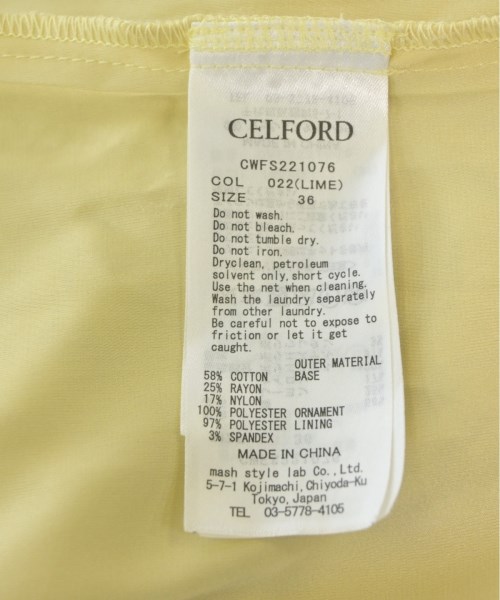 CELFORD
CWFS221076
COL 022(LIME)
SIZE 36
Do not wash.
Do not bleach.
Do not tumble dry.
Do not iron.
Dryclean, petroleum
solvent only, short cycle.
Use the net when cleaning.
Wash the laundry separately
from other laundry.
Be careful not to expose to
friction or let it get
caught.
OUTER MATERIAL
58% COTTON BASE
25% RAYON
17% NYLON
100% POLYESTER ORNAMENT
97% POLYESTER LINING
3% SPANDEX
MADE IN CHINA
mash style lab Co., Ltd.
5-7-1 Kojimachi, Chiyoda-Ku
Tokyo, Japan
TEL 03-5778-4105